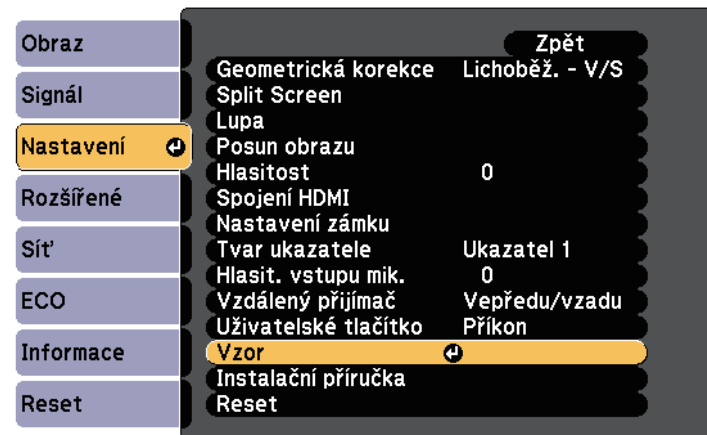 Obraz
Signál
Nastavení
Rozšířené
Síť
ECO
Informace
Reset
Zpět
Geometrická korekce Lichoběž. - V/S
Split Screen
Lupa
Posun obrazu
Hlasitost 0
Spojení HDMI
Nastavení zámku
Tvar ukazatele Ukazatel 1
Hlasit. vstupu mik. 0
Vzdálený přijímač Vepředu/vzadu
Uživatelské tlačítko Příkon
Vzor
Instalační příručka
Reset